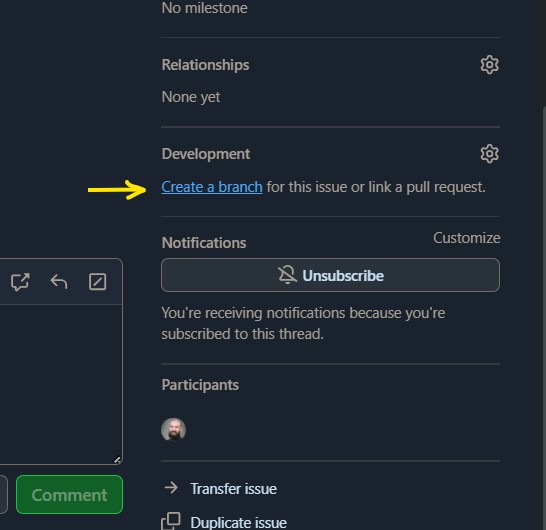 No milestone
Relationships
None yet
Development
Create a branch for this issue or link a pull request.
Notifications
Customize
Unsubscribe
You're receiving notifications because you're
subscribed to this thread.
Participants
Comment
Transfer issue
Duplicate issue